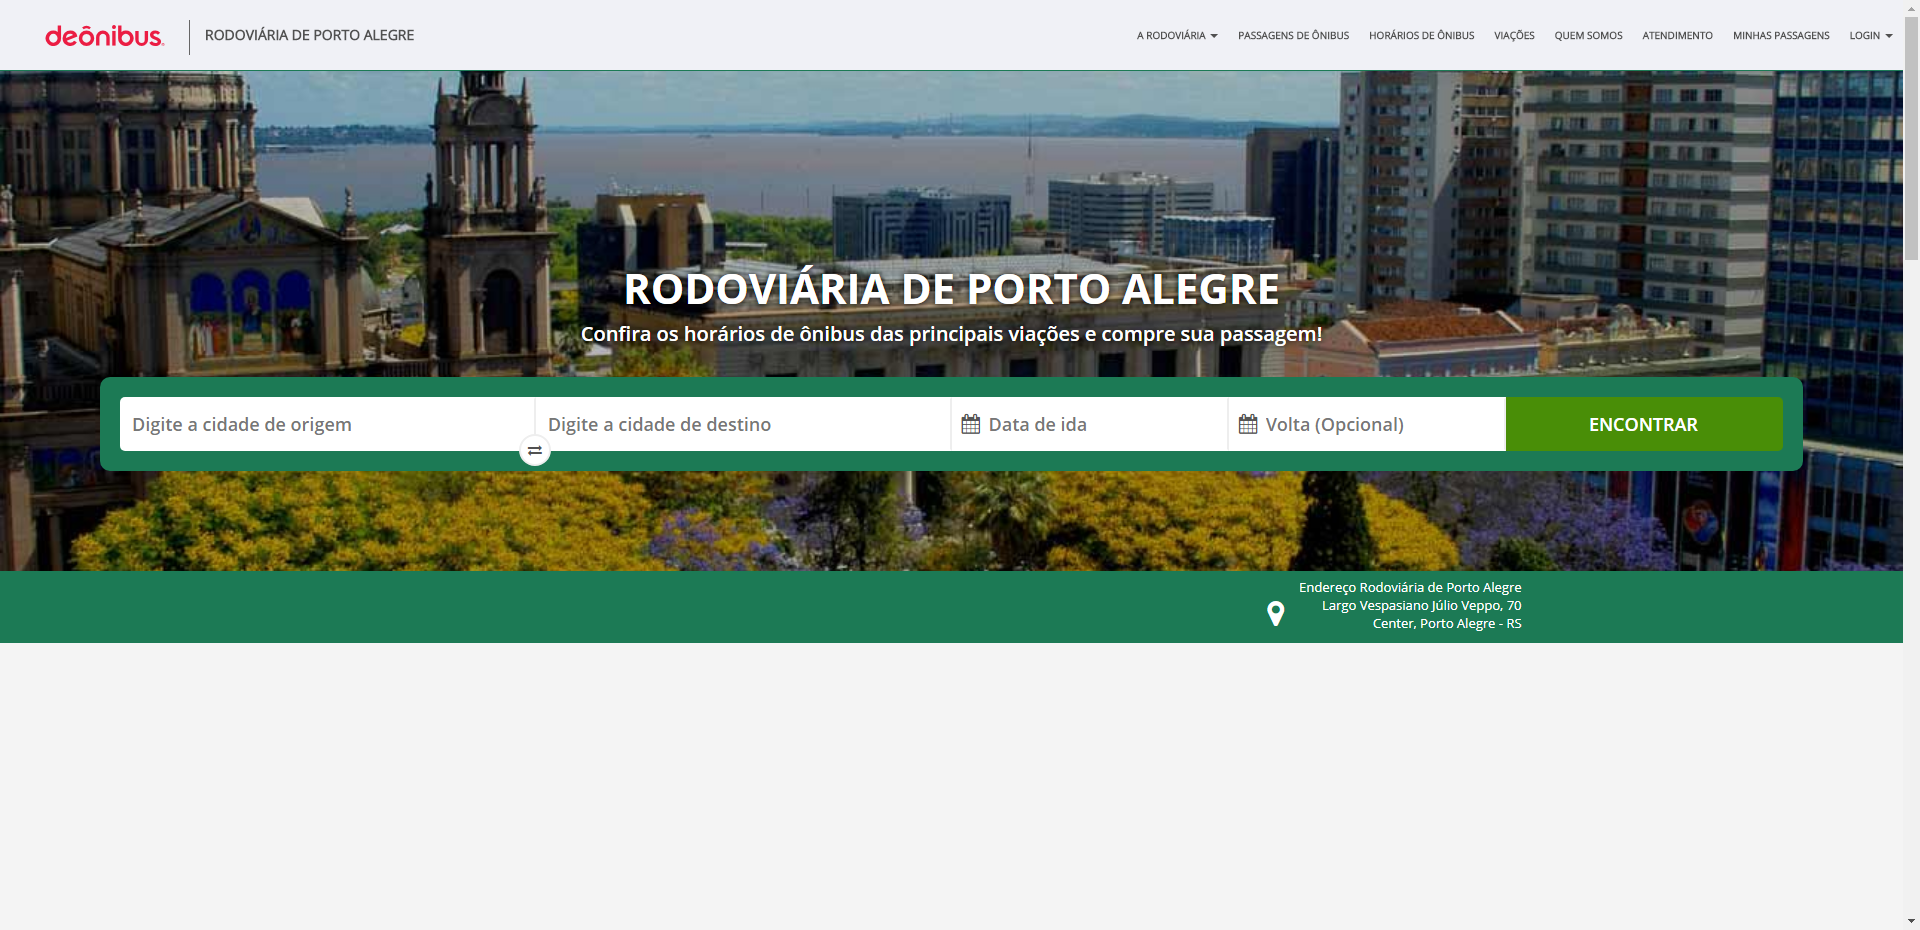 deônibus
RODOVIÁRIA DE PORTO ALEGRE
A RODOVIÁRIA
PASSAGENS DE ÔNIBUS
HORÁRIOS DE ÔNIBUS
VIAÇÕES
QUEM SOMOS
ATENDIMENTO
MINHAS PASSAGENS
LOGIN
RODOVIÁRIA DE PORTO ALEGRE
Confira os horários de ônibus das principais viações e compre sua passagem!
Digite a cidade de origem
Digite a cidade de destino
Data de ida
Volta (Opcional)
ENCONTRAR
Endereço Rodoviária de Porto Alegre
Largo Vespasiano Júlio Veppo, 70
Center, Porto Alegre - RS